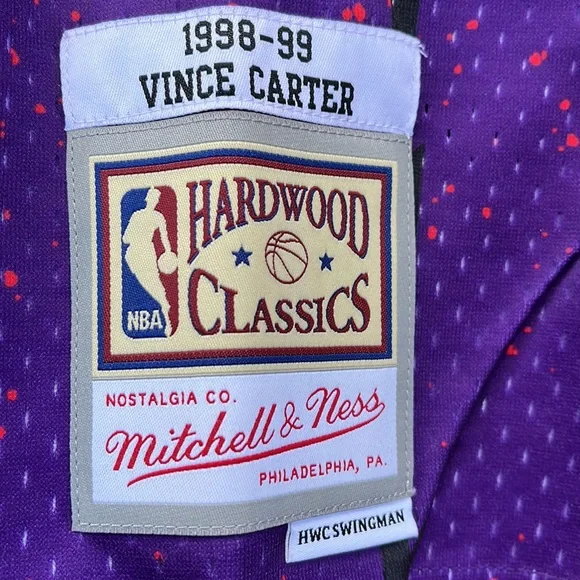 1998-99
VINCE CARTER
HARDWOOD
CLASSICS
NBA
NOSTALGIA CO.
Mitchell & Ness
PHILADELPHIA, PA.
HWC SWINGMAN